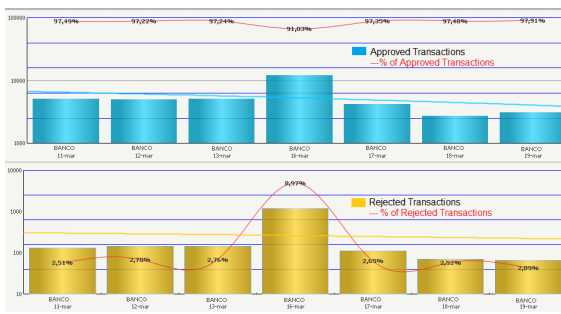 97,49% 97,22% 97,24% 91,03% 97,35% 97,48% 97,91%
100000
10000
1000
Approved Transactions
---% of Approved Transactions
BANCO BANCO BANCO BANCO BANCO BANCO BANCO
11-mar 12-mar 13-mar 16-mar 17-mar 18-mar 19-mar
10000
1000
100
10
8,97%
Rejected Transactions
--- % of Rejected Transactions
2,51% 2,78% 2,76% 2,65% 2,52% 2,09%
BANCO BANCO BANCO BANCO BANCO BANCO BANCO
11-mar 12-mar 13-mar 16-mar 17-mar 18-mar 19-mar